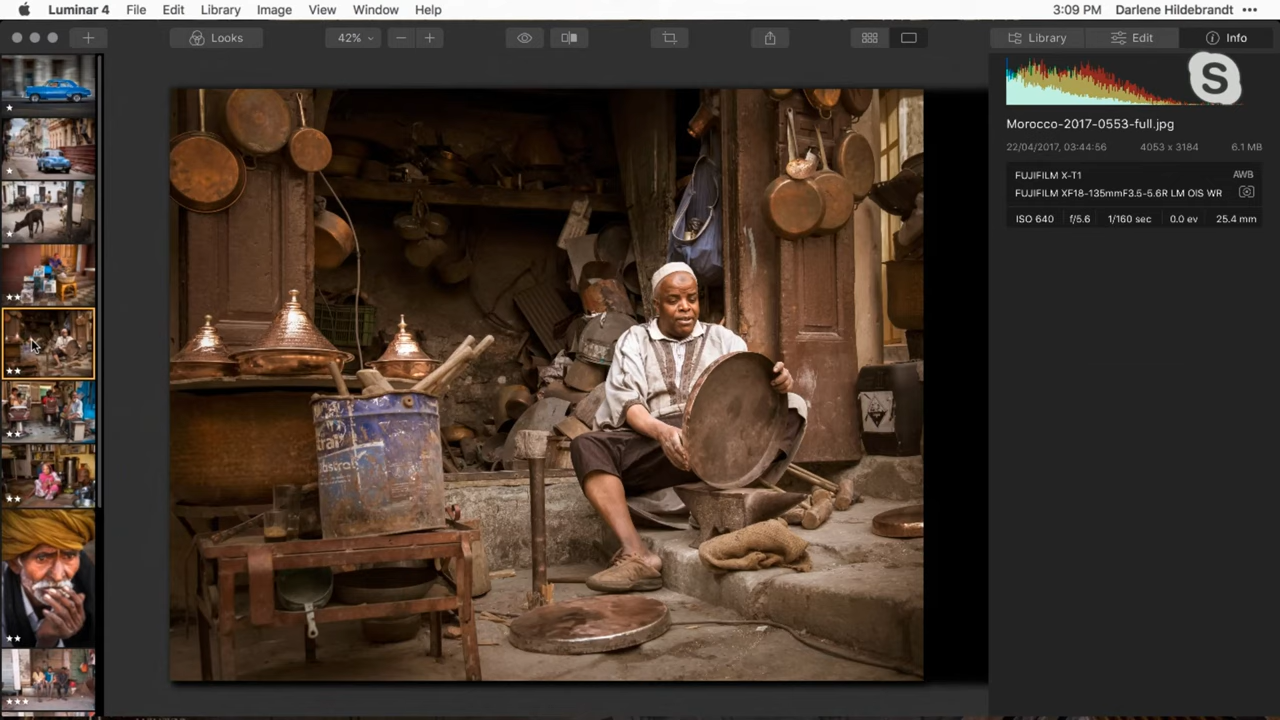 Luminar 4 File Edit Library Image View Window Help 3:09 PM Darlene Hildebrandt
Looks 42% Library Edit Info
S
Morocco-2017-0553-full.jpg
22/04/2017, 03:44:56 4053 x 3184 6.1 MB
FUJIFILM X-T1 AWB
FUJIFILM XF18-135mmF3.5-5.6R LM OIS WR
ISO 640 f/5.6 1/160 sec 0.0 ev 25.4 mm